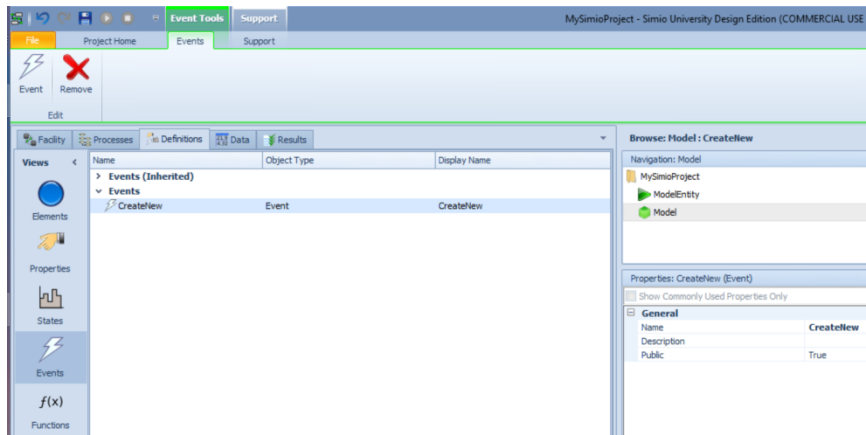 Event Tools Support
MySimioProject - Simio University Design Edition (COMMERCIAL USE
File Project Home Events Support
Event Remove
Edit
Facility Processes Definitions Data Results
Views <
Elements
Properties
States
Events
f(x)
Functions
Name Object Type Display Name
> Events (Inherited)
Events
CreateNew Event CreateNew
Browse: Model : CreateNew
Navigation: Model
MySimioProject
ModelEntity
Model
Properties: CreateNew (Event)
Show Commonly Used Properties Only
General
Name CreateNew
Description
Public True